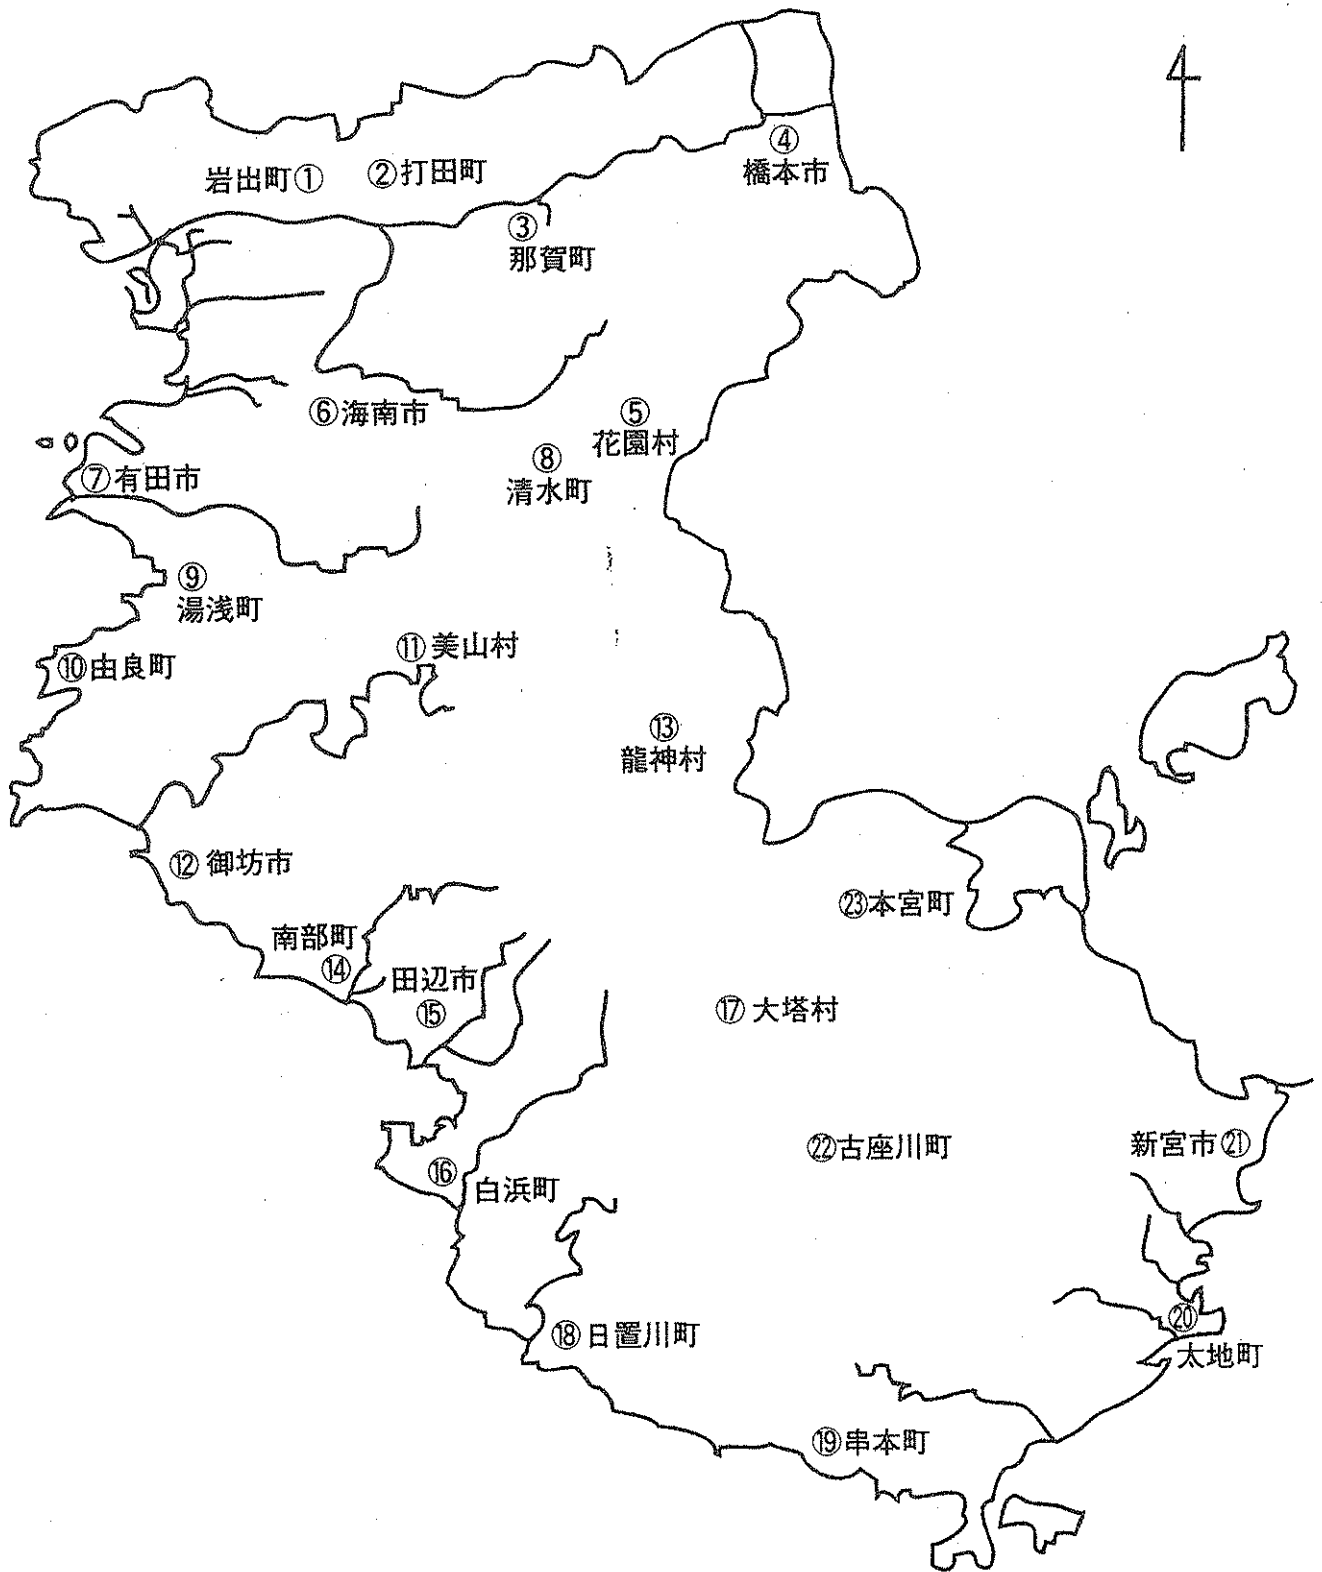 ④
橋本市
岩出町①
②打田町
③
那賀町
⑥海南市
⑤
花園村
⑧
清水町
⑦有田市
⑨
湯浅町
⑪美山村
⑩由良町
⑬
龍神村
⑫御坊市
㉓本宮町
南部町
⑭
田辺市
⑮
⑰大塔村
㉒古座川町
新宮市㉑
⑯
白浜町
⑳
太地町
⑱日置川町
⑲串本町